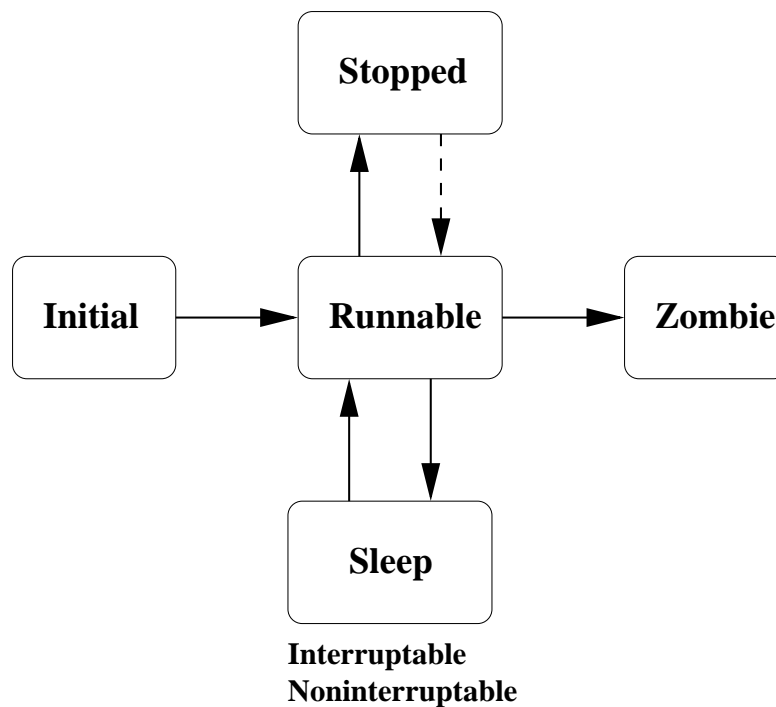 Stopped
Initial
Runnable
Zombie
Sleep
Interruptable
Noninterruptable